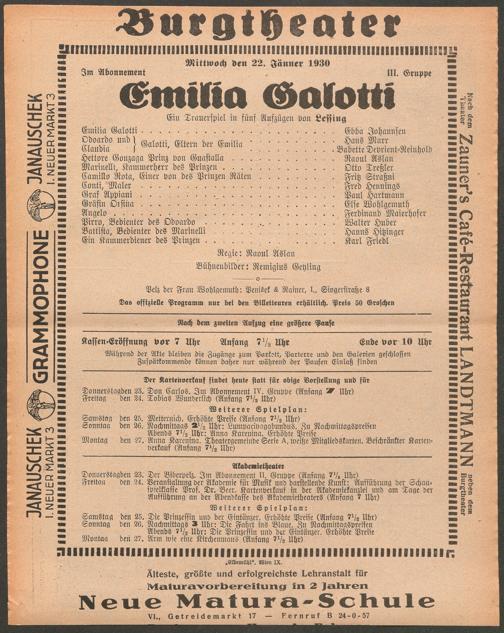 Burgtheater
Mittwoch den 22. Jänner 1930
Im Abonnement III. Gruppe
Emilia Galotti
Ein Trauerspiel in fünf Aufzügen von Lessing
Emilia Galotti Ebba Johannsen
Odoardo und } Galotti, Eltern der Emilia Hans Marr
Claudia Babette Devrient-Reinhold
Hettore Gonzaga Prinz von Guastalla Raoul Aslan
Marinelli, Kammerherr des Prinzen Otto Treßler
Camillo Rota, Einer von des Prinzen Räten Fritz Straßni
Conti, Maler Fred Hennings
Graf Appiani Paul Hartmann
Gräfin Orsina Else Wohlgemuth
Angelo Ferdinand Maierhofer
Pirro, Bedienter des Odoardo Walter Huber
Battista, Bedienter des Marinelli Hanns Hitzinger
Ein Kammerdiener des Prinzen Karl Friedl
Regie: Raoul Aslan
Bühnenbilder: Remigius Geyling
Pelz der Frau Wohlgemuth: Penizek & Rainer, I., Singerstraße 8
Das offizielle Programm nur bei den Billetteuren erhältlich. Preis 50 Groschen
Nach dem zweiten Aufzug eine größere Pause
Kassen-Eröffnung vor 7 Uhr Anfang 7½ Uhr Ende vor 10 Uhr
Während der Akte bleiben die Zugänge zum Parkett, Parterre und den Galerien geschlossen
Zuspätkommende können daher nur während der Pausen Einlaß finden
Der Kartenverkauf findet heute statt für obige Vorstellung und für
Donnerstag den 23. Don Carlos. Im Abonnement IV. Gruppe (Anfang 7 Uhr)
Freitag den 24. Tobias Wunderlich (Anfang 7½ Uhr)
Weiterer Spielplan:
Samstag den 25. Metternich. Erhöhte Preise (Anfang 7½ Uhr)
Sonntag den 26. Nachmittags 2½ Uhr: Lumpacivagabundus. Zu Nachmittagspreisen
Abends 7½ Uhr: Anna Karenina. Erhöhte Preise
Montag den 27. Anna Karenina. Theatergemeinde Serie A, weiße Mitgliedskarten. Beschränkter Kartenverkauf (Anfang 7½ Uhr)
Akademietheater
Donnerstag den 23. Der Biberpelz. Im Abonnement II. Gruppe (Anfang 7½ Uhr)
Freitag den 24. Veranstaltung der Akademie für Musik und darstellende Kunst: Aufführung der Schauspielklasse Prof. Dr. Beer. Kartenverkauf in der Akademiekanzlei und am Tage der Aufführung an der Abendkasse des Akademietheaters (Anfang 7 Uhr)
Weiterer Spielplan:
Samstag den 25. Die Prinzessin und der Eintänzer. Erhöhte Preise (Anfang 7½ Uhr)
Sonntag den 26. Nachmittags 3 Uhr: Die Fahrt ins Blaue. Zu Nachmittagspreisen
Abends 7½ Uhr: Die Prinzessin und der Eintänzer. Erhöhte Preise
Montag den 27. Arm wie eine Kirchenmaus (Anfang 7½ Uhr)
"Elbemühl", Wien IX.
Älteste, größte und erfolgreichste Lehranstalt für
Maturavorbereitung in 2 Jahren
Neue Matura-Schule
VI., Getreidemarkt 17 — Fernruf B 24-0-57
JANAUSCHEK
I. NEUER MARKT 3
GRAMMOPHONE
JANAUSCHEK
I. NEUER MARKT 3
Nach dem Theater Zauner's Café-Restaurant LANDTMANN neben dem Burgtheater